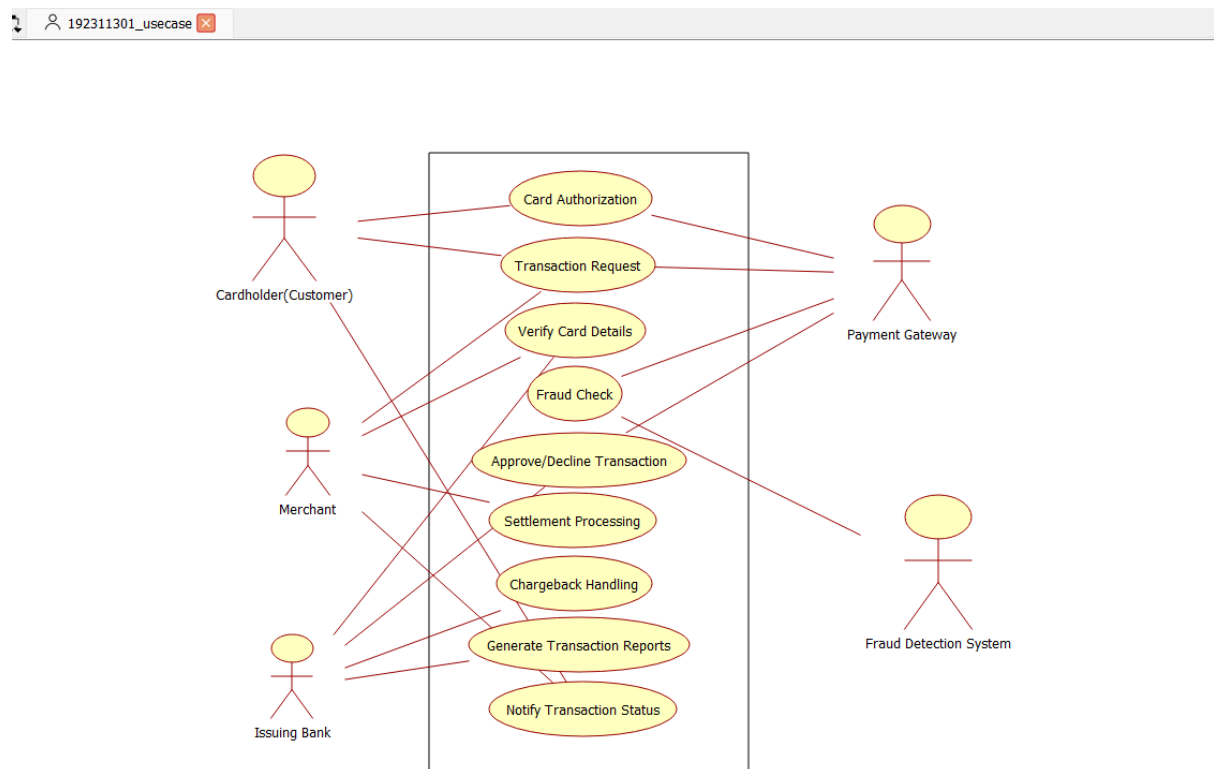 192311301_usecase
Card Authorization
Transaction Request
Cardholder(Customer)
Verify Card Details
Payment Gateway
Fraud Check
Approve/Decline Transaction
Merchant
Settlement Processing
Chargeback Handling
Generate Transaction Reports
Fraud Detection System
Notify Transaction Status
Issuing Bank